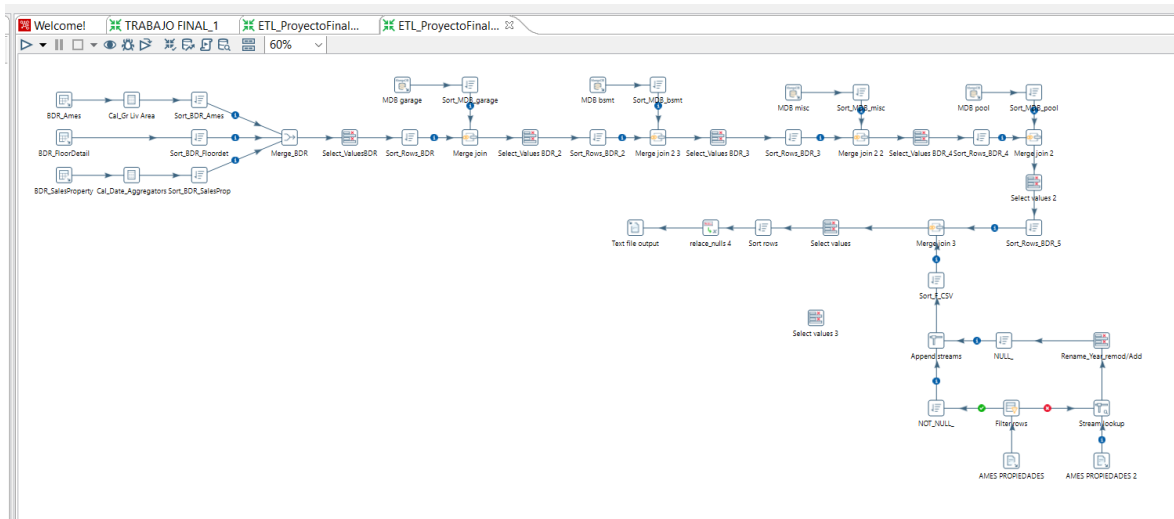 Welcome!
TRABAJO FINAL_1
ETL_ProyectoFinal...
ETL_ProyectoFinal...
60%
MDB garage
Sort_MDB_garage
MDB bsmt
Sort_MDB_bsmt
MDB misc
Sort_MDB_misc
MDB pool
Sort_MDB_pool
BDR_Ames
Cal_Gr Liv Area
Sort_BDR_Ames
BDR_FloorDetail
Sort_BDR_Floordet
Merge_BDR
Select_ValuesBDR
Sort_Rows_BDR
Merge join
Select_Values BDR_2
Sort_Rows_BDR_2
Merge join 2 3
Select_Values BDR_3
Sort_Rows_BDR_3
Merge join 2 2
Select_Values BDR_4
Sort_Rows_BDR_4
Merge join 2
BDR_SalesProperty
Cal_Date_Aggregators
Sort_BDR_SalesProp
Select values 2
Text file output
relace_nulls 4
Sort rows
Select values
Merge join 3
Sort_Rows_BDR_5
Sort_F_CSV
Select values 3
Append streams
NULL_
Rename_Year_remod/Add
NOT_NULL_
Filter rows
Stream lookup
AMES PROPIEDADES
AMES PROPIEDADES 2